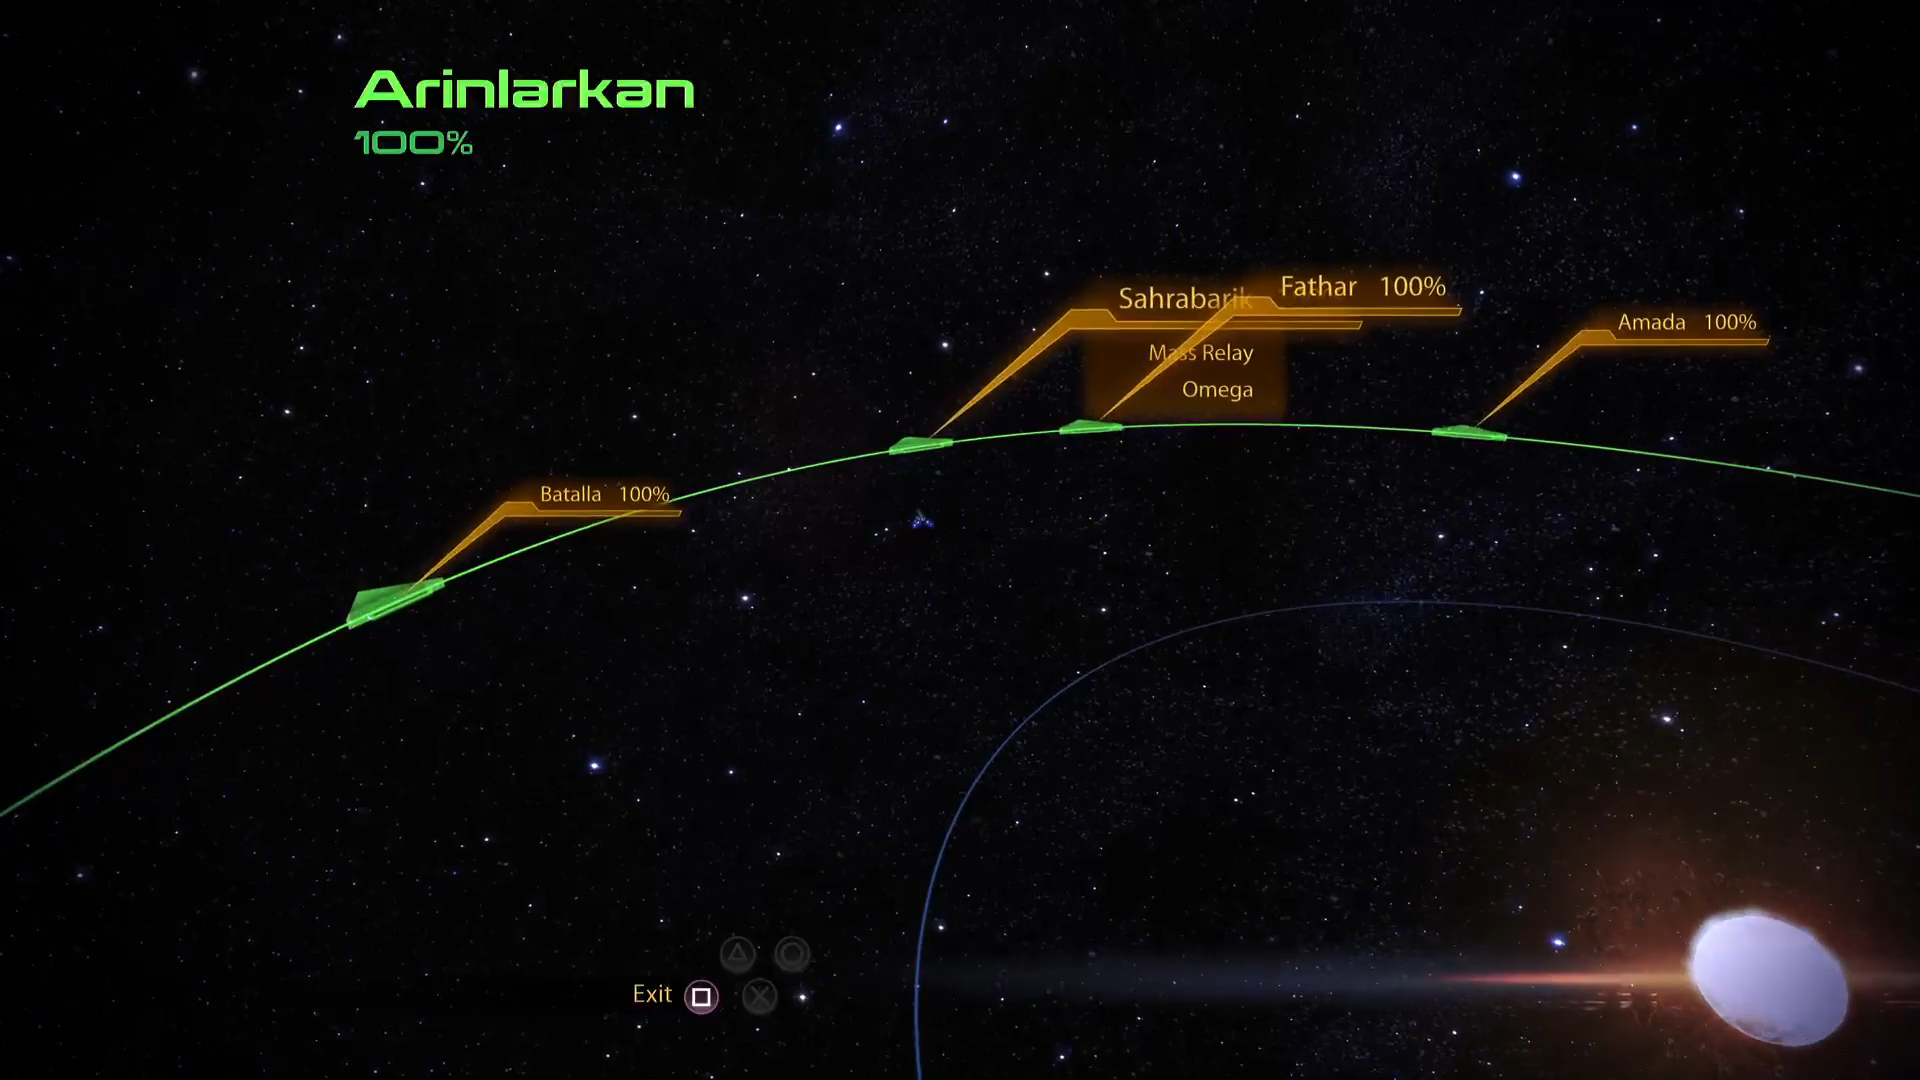 Arinlarkan
100%
Sahrabarik
Fathar 100%
Mass Relay
Omega
Amada 100%
Batalla 100%
Exit